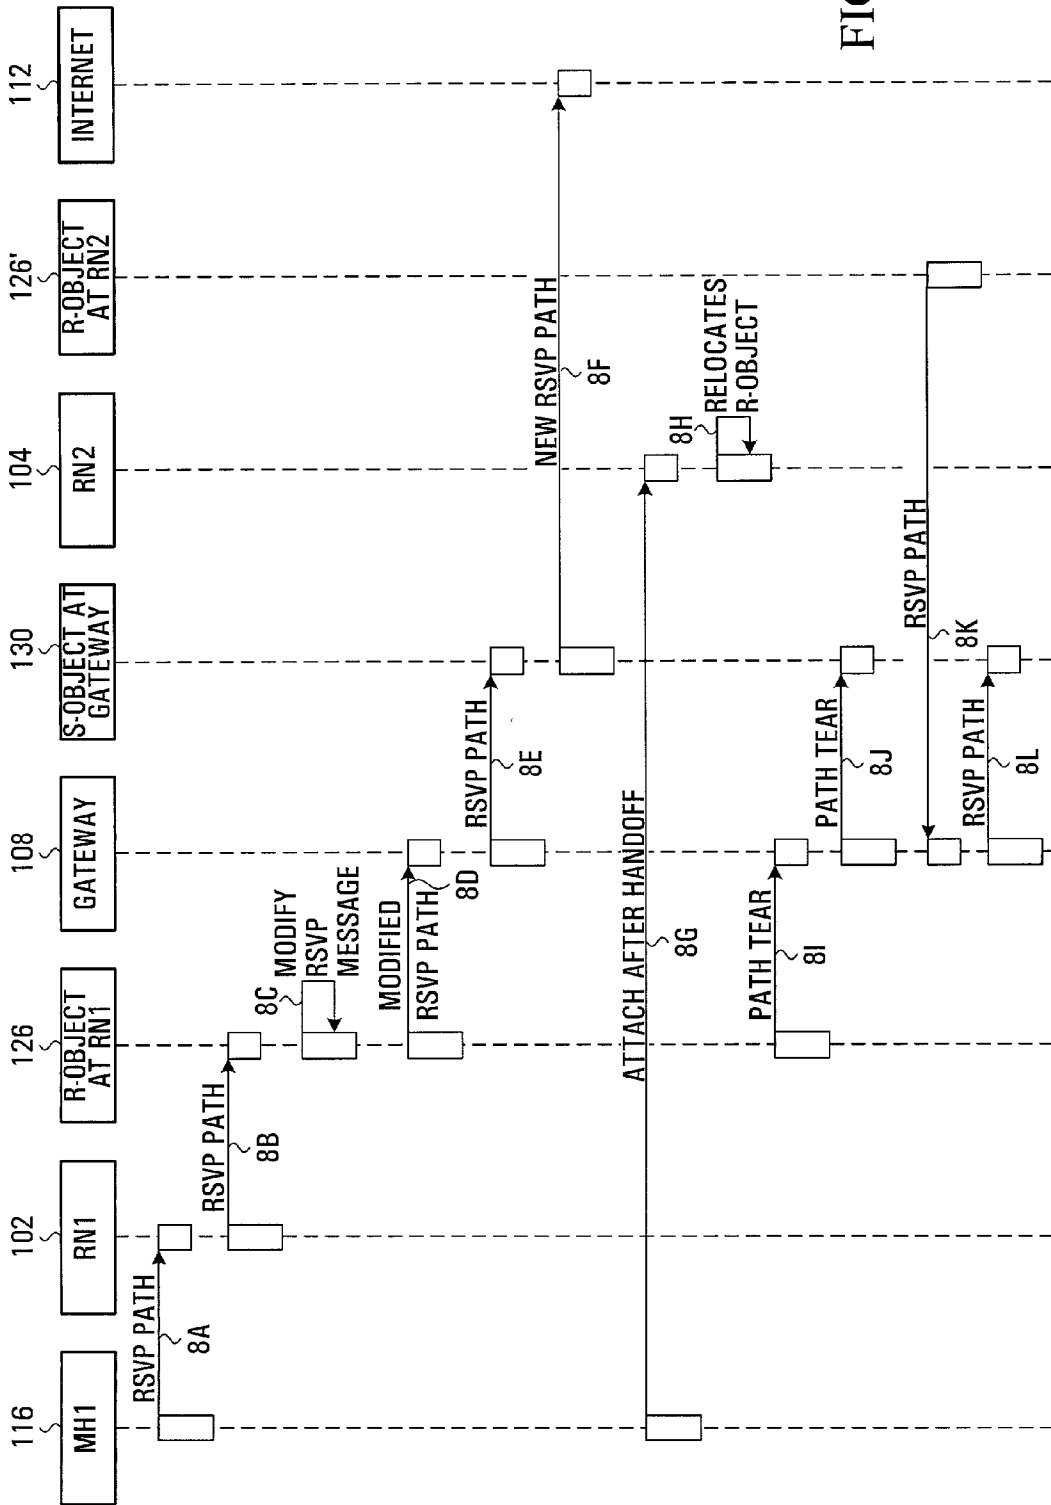 116
102
126
108
130
104
126'
112
MH1
RN1
R-OBJECT
AT RN1
GATEWAY
S-OBJECT AT
GATEWAY
RN2
R-OBJECT
AT RN2
INTERNET
RSVP PATH
8A
RSVP PATH
8B
8C
MODIFY
RSVP
MESSAGE
MODIFIED
RSVP PATH
8D
RSVP PATH
8E
NEW RSVP PATH
8F
ATTACH AFTER HANDOFF
8G
8H
RELOCATES
R-OBJECT
PATH TEAR
8I
PATH TEAR
8J
RSVP PATH
8K
RSVP PATH
8L